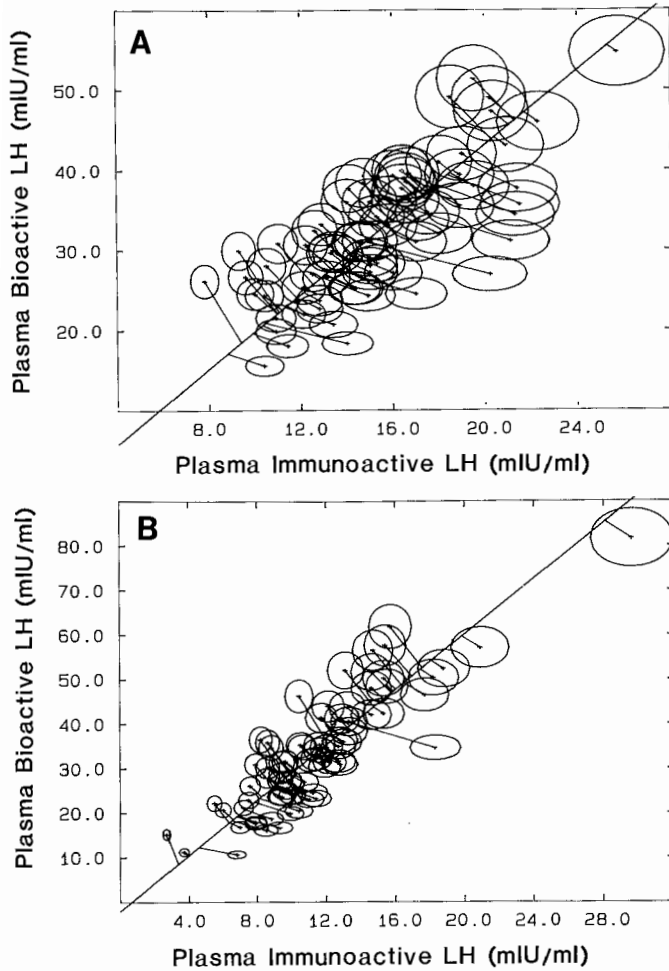 A
Plasma Bioactive LH (mIU/ml)
50.0
40.0
30.0
20.0
8.0 12.0 16.0 20.0 24.0
Plasma Immunoactive LH (mIU/ml)
B
Plasma Bioactive LH (mIU/ml)
80.0
70.0
60.0
50.0
40.0
30.0
20.0
10.0
4.0 8.0 12.0 16.0 20.0 24.0 28.0
Plasma Immunoactive LH (mIU/ml)